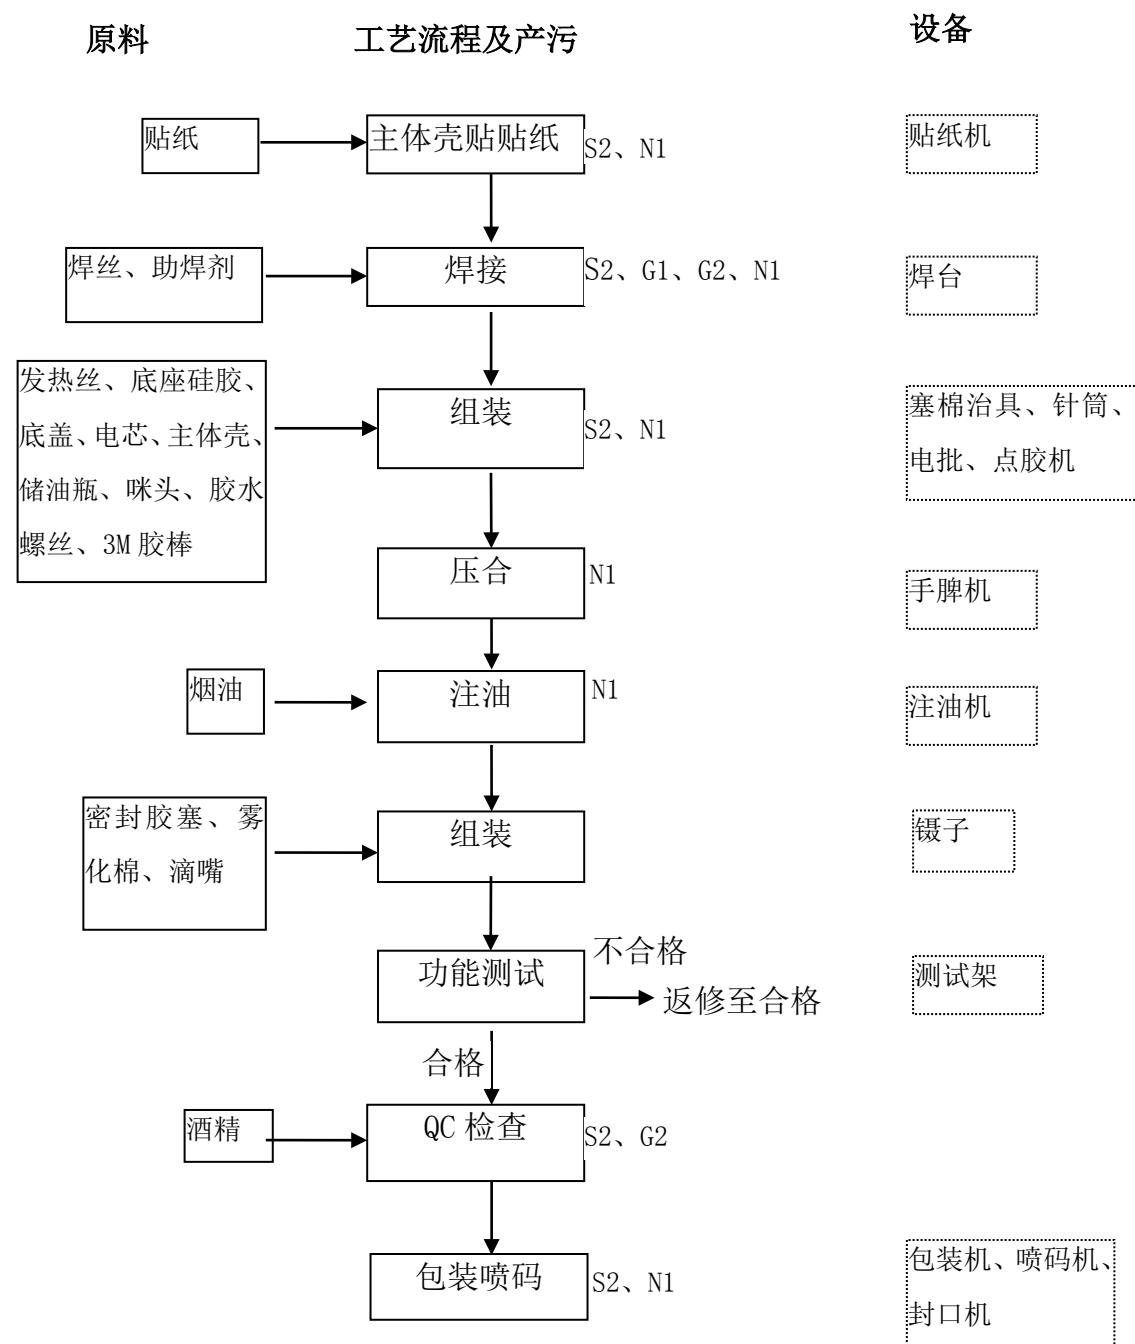 原料
工艺流程及产污
设备
贴纸
主体壳贴贴纸
S2、N1
贴纸机
焊丝、助焊剂
焊接
S2、G1、G2、N1
焊台
发热丝、底座硅胶、
底盖、电芯、主体壳、
储油瓶、咪头、胶水
螺丝、3M 胶棒
组装
S2、N1
塞棉治具、针筒、
电批、点胶机
压合
N1
手脾机
烟油
注油
N1
注油机
密封胶塞、雾
化棉、滴嘴
组装
镊子
功能测试
不合格
返修至合格
测试架
合格
酒精
QC 检查
S2、G2
包装喷码
S2、N1
包装机、喷码机、
封口机